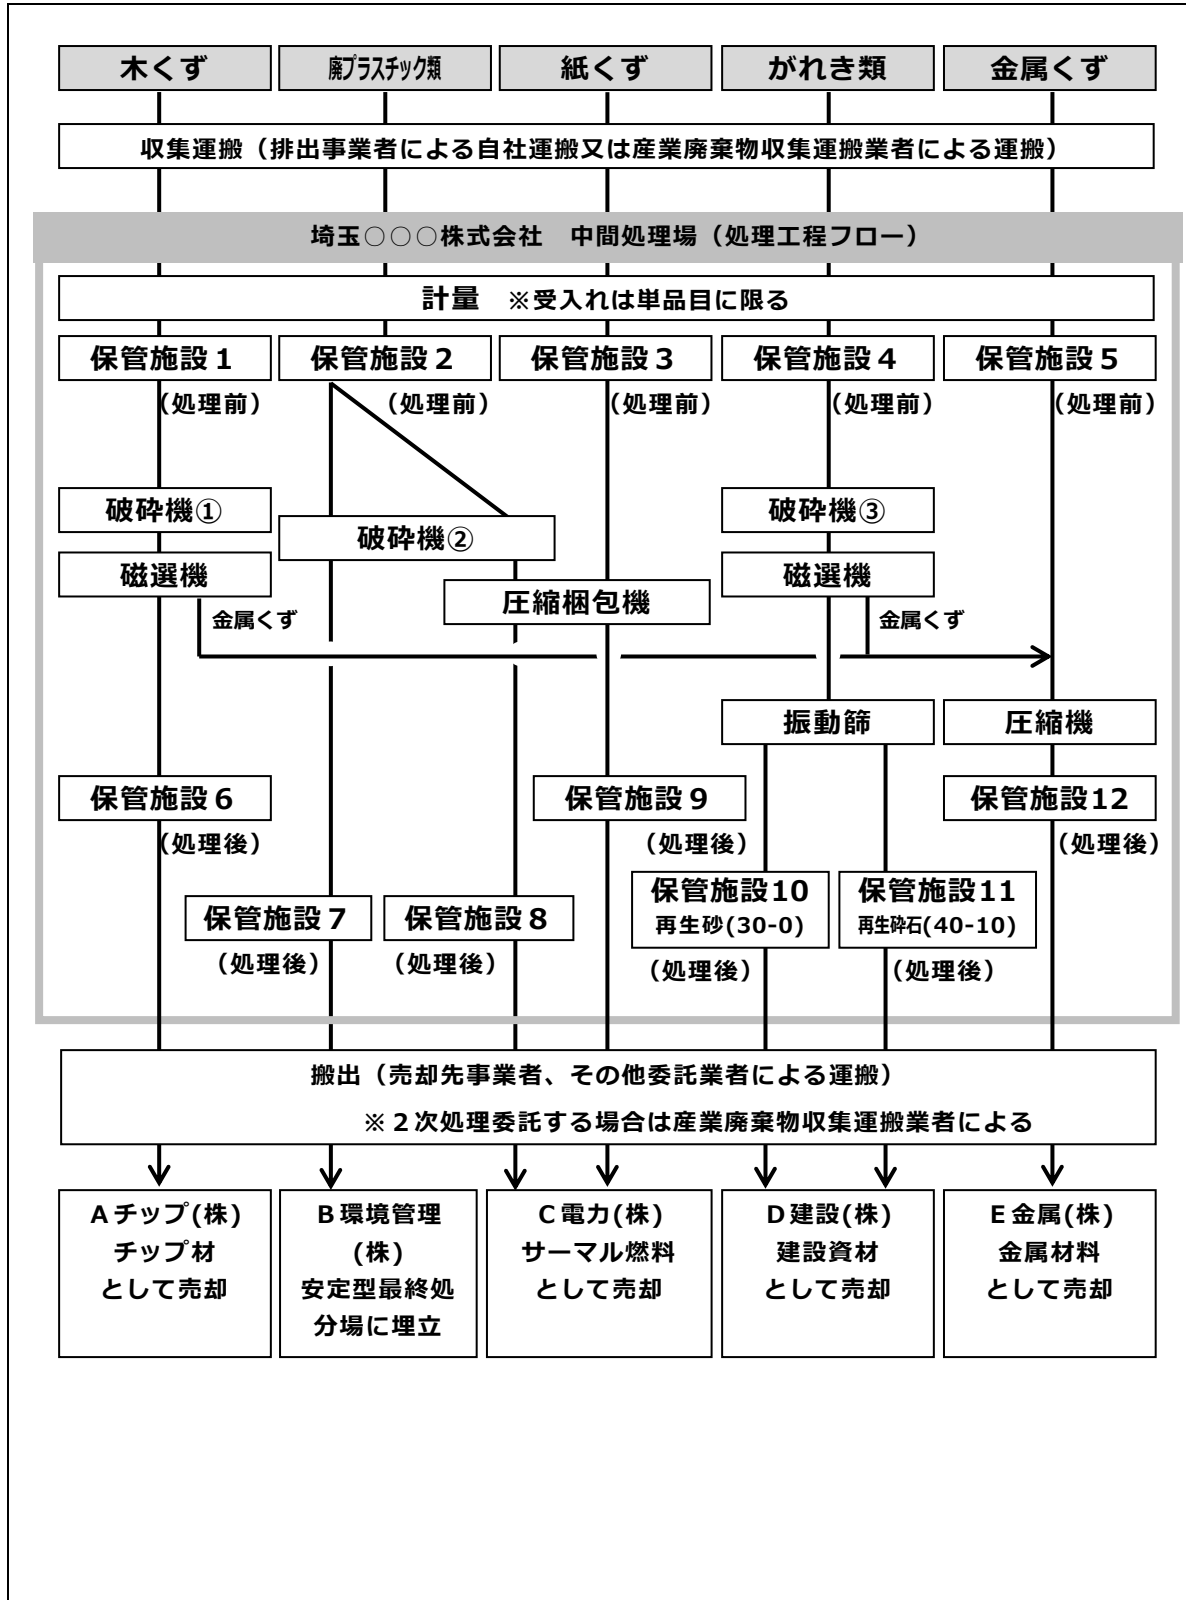 木くず
廃プラスチック類
紙くず
がれき類
金属くず
収集運搬（排出事業者による自社運搬又は産業廃棄物収集運搬業者による運搬）
埼玉○○○株式会社　中間処理場（処理工程フロー）
計量　※受入れは単品目に限る
保管施設１
保管施設２
保管施設３
保管施設４
保管施設５
（処理前）
（処理前）
（処理前）
（処理前）
（処理前）
破砕機①
破砕機②
破砕機③
磁選機
圧縮梱包機
磁選機
金属くず
金属くず
振動篩
圧縮機
保管施設６
保管施設９
保管施設12
（処理後）
（処理後）
（処理後）
保管施設７
保管施設８
保管施設10
再生砂(30-0)
保管施設11
再生砕石(40-10)
（処理後）
（処理後）
（処理後）
（処理後）
搬出（売却先事業者、その他委託業者による運搬）
※２次処理委託する場合は産業廃棄物収集運搬業者による
Ａチップ(株)
チップ材
として売却
Ｂ環境管理
(株)
安定型最終処
分場に埋立
Ｃ電力(株)
サーマル燃料
として売却
Ｄ建設(株)
建設資材
として売却
Ｅ金属(株)
金属材料
として売却